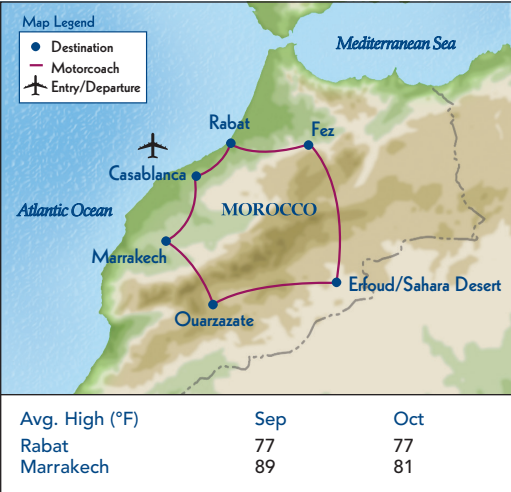 Map Legend
Destination
Motorcoach
Entry/Departure
Mediterranean Sea
Rabat
Fez
Casablanca
Atlantic Ocean
MOROCCO
Marrakech
Erfoud/Sahara Desert
Ouarzazate
Avg. High (°F) Sep Oct
Rabat 77 77
Marrakech 89 81